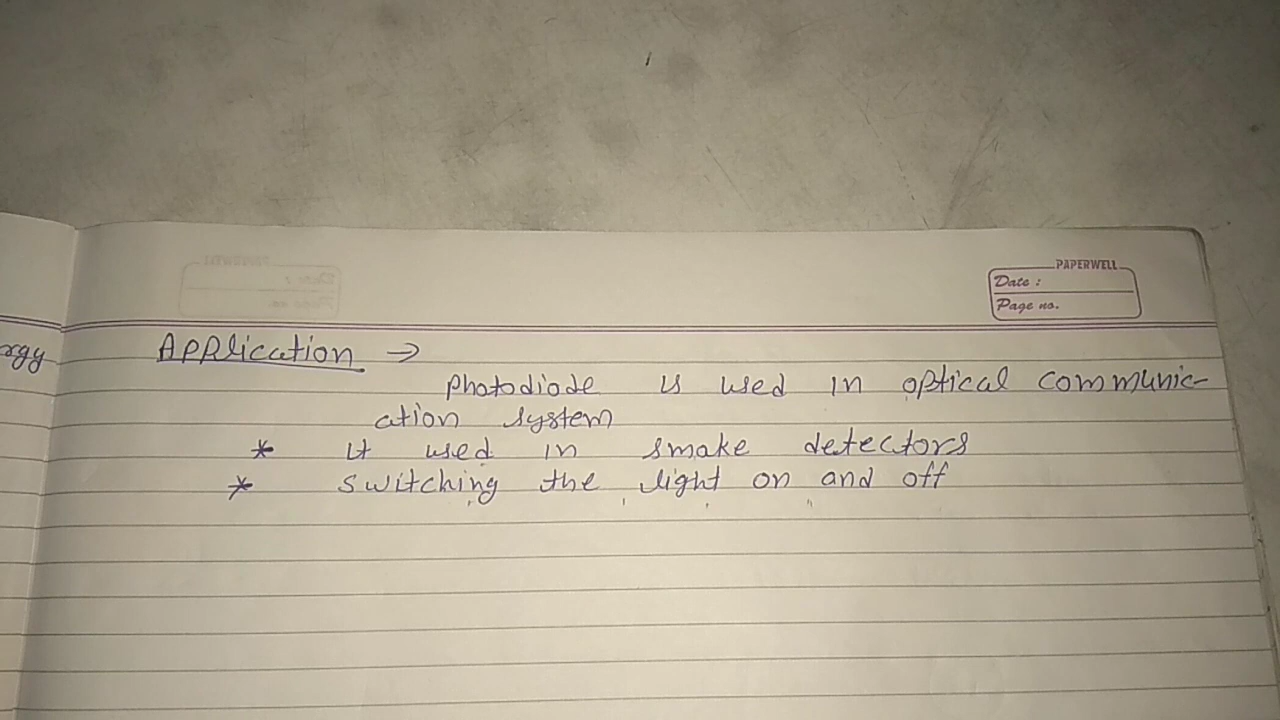 PAPERWELL
Date :
Page no.
rgy
Application →
photodiode is used in optical communic-
ation system
* it used in smake detectors
* switching the light on and off